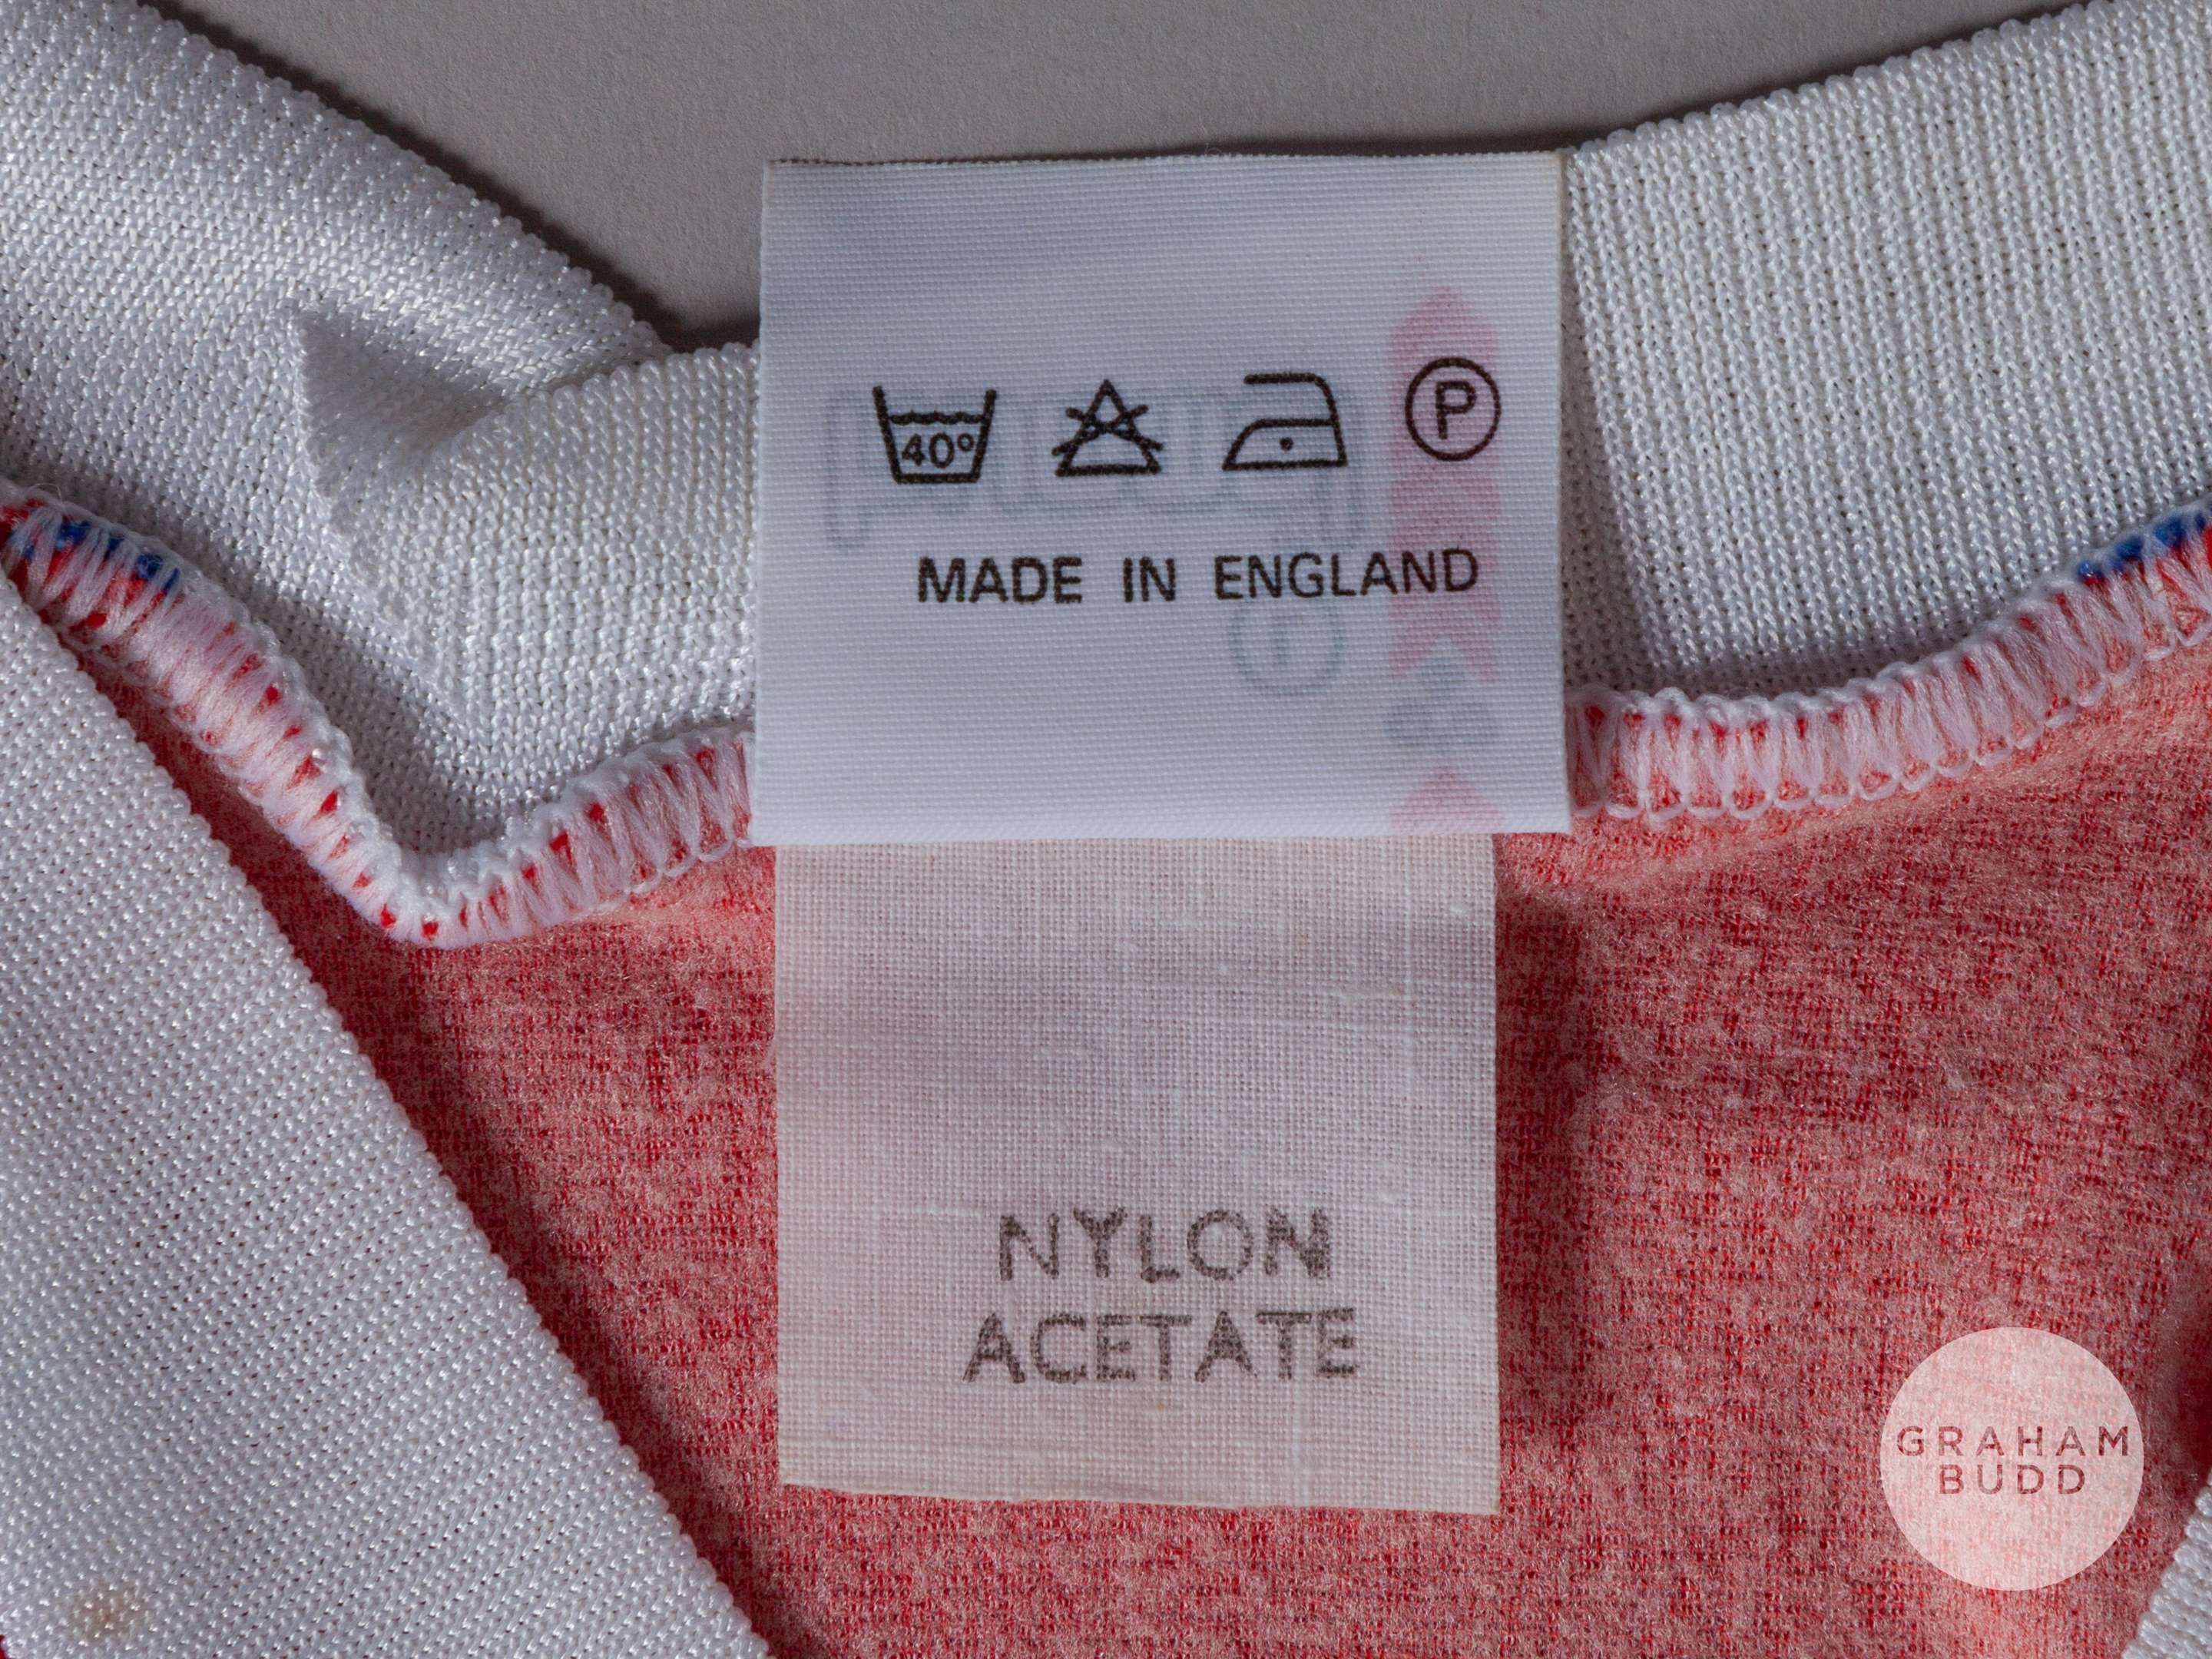 40°
P
MADE IN ENGLAND
NYLON
ACETATE
GRAHAM
BUDD